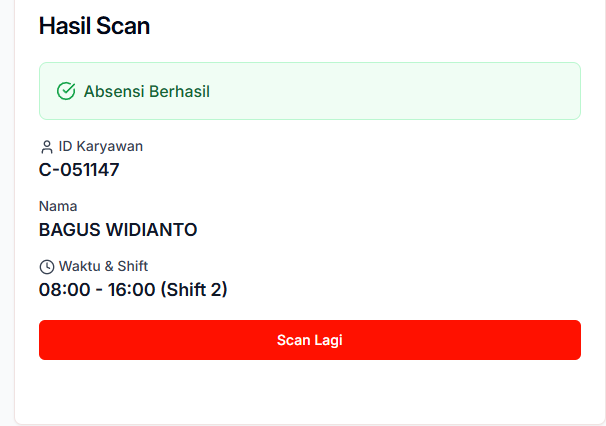 Hasil Scan
Absensi Berhasil
ID Karyawan
C-051147
Nama
BAGUS WIDIANTO
Waktu & Shift
08:00 - 16:00 (Shift 2)
Scan Lagi